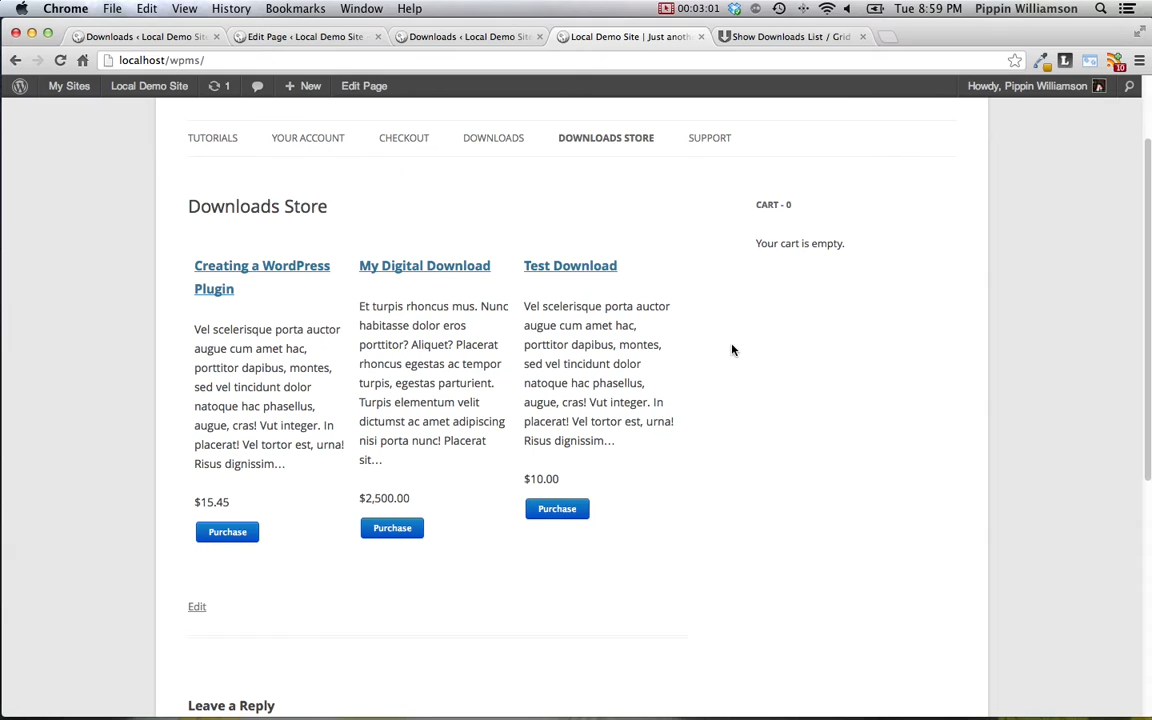 Chrome File Edit View History Bookmarks Window Help 00:03:01 Tue 8:59 PM Pippin Williamson
Downloads ‹ Local Demo Site Edit Page ‹ Local Demo Site Downloads ‹ Local Demo Site Local Demo Site | Just anoth Show Downloads List / Grid
localhost/wpms/
10
My Sites Local Demo Site 1 New Edit Page Howdy, Pippin Williamson
TUTORIALS YOUR ACCOUNT CHECKOUT DOWNLOADS DOWNLOADS STORE SUPPORT
Downloads Store
CART - 0
Your cart is empty.
Creating a WordPress
Plugin
Vel scelerisque porta auctor
augue cum amet hac,
porttitor dapibus, montes,
sed vel tincidunt dolor
natoque hac phasellus,
augue, cras! Vut integer. In
placerat! Vel tortor est, urna!
Risus dignissim…
$15.45
Purchase
My Digital Download
Et turpis rhoncus mus. Nunc
habitasse dolor eros
porttitor? Aliquet? Placerat
rhoncus egestas ac tempor
turpis, egestas parturient.
Turpis elementum velit
dictumst ac amet adipiscing
nisi porta nunc! Placerat
sit…
$2,500.00
Purchase
Test Download
Vel scelerisque porta auctor
augue cum amet hac,
porttitor dapibus, montes,
sed vel tincidunt dolor
natoque hac phasellus,
augue, cras! Vut integer. In
placerat! Vel tortor est, urna!
Risus dignissim…
$10.00
Purchase
Edit
Leave a Reply